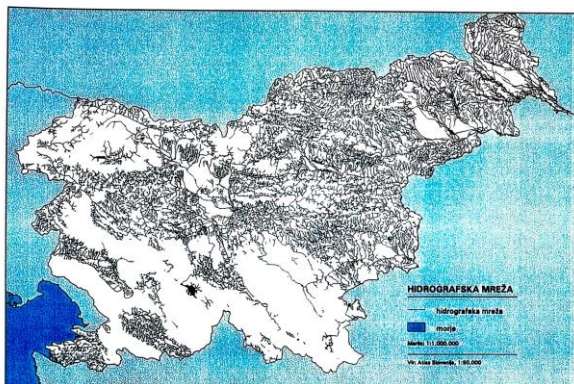 HIDROGRAFSKA MREŽA
hidrografska mreža
morje
Merilo 1:1,000.000
Vir: Atlas Slovenije, 1:50.000